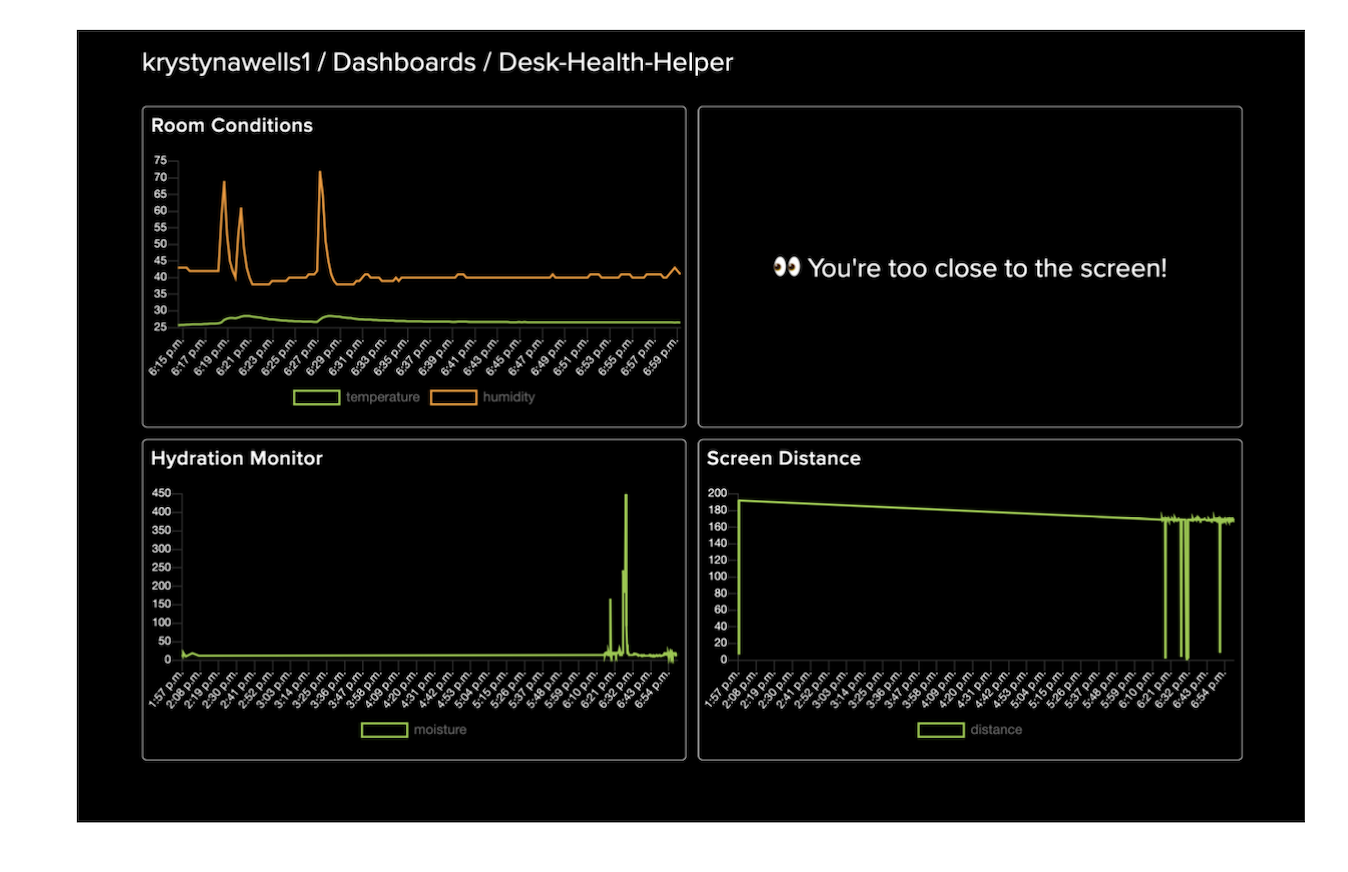 krystynawells1 / Dashboards / Desk-Health-Helper
Room Conditions
75
70
65
60
55
50
45
40
35
30
25
6:15 p.m.
6:17 p.m.
6:19 p.m.
6:21 p.m.
6:23 p.m.
6:25 p.m.
6:27 p.m.
6:29 p.m.
6:31 p.m.
6:33 p.m.
6:35 p.m.
6:37 p.m.
6:39 p.m.
6:41 p.m.
6:43 p.m.
6:45 p.m.
6:47 p.m.
6:49 p.m.
6:51 p.m.
6:53 p.m.
6:55 p.m.
6:57 p.m.
6:59 p.m.
temperature humidity
👀 You're too close to the screen!
Hydration Monitor
450
400
350
300
250
200
150
100
50
0
1:57 p.m.
2:08 p.m.
2:19 p.m.
2:30 p.m.
2:41 p.m.
2:52 p.m.
3:03 p.m.
3:14 p.m.
3:25 p.m.
3:36 p.m.
3:47 p.m.
3:58 p.m.
4:09 p.m.
4:20 p.m.
4:31 p.m.
4:42 p.m.
4:53 p.m.
5:04 p.m.
5:15 p.m.
5:26 p.m.
5:37 p.m.
5:48 p.m.
5:59 p.m.
6:10 p.m.
6:21 p.m.
6:32 p.m.
6:43 p.m.
6:54 p.m.
moisture
Screen Distance
200
180
160
140
120
100
80
60
40
20
0
1:57 p.m.
2:08 p.m.
2:19 p.m.
2:30 p.m.
2:41 p.m.
2:52 p.m.
3:03 p.m.
3:14 p.m.
3:25 p.m.
3:36 p.m.
3:47 p.m.
3:58 p.m.
4:09 p.m.
4:20 p.m.
4:31 p.m.
4:42 p.m.
4:53 p.m.
5:04 p.m.
5:15 p.m.
5:26 p.m.
5:37 p.m.
5:48 p.m.
5:59 p.m.
6:10 p.m.
6:21 p.m.
6:32 p.m.
6:43 p.m.
6:54 p.m.
distance